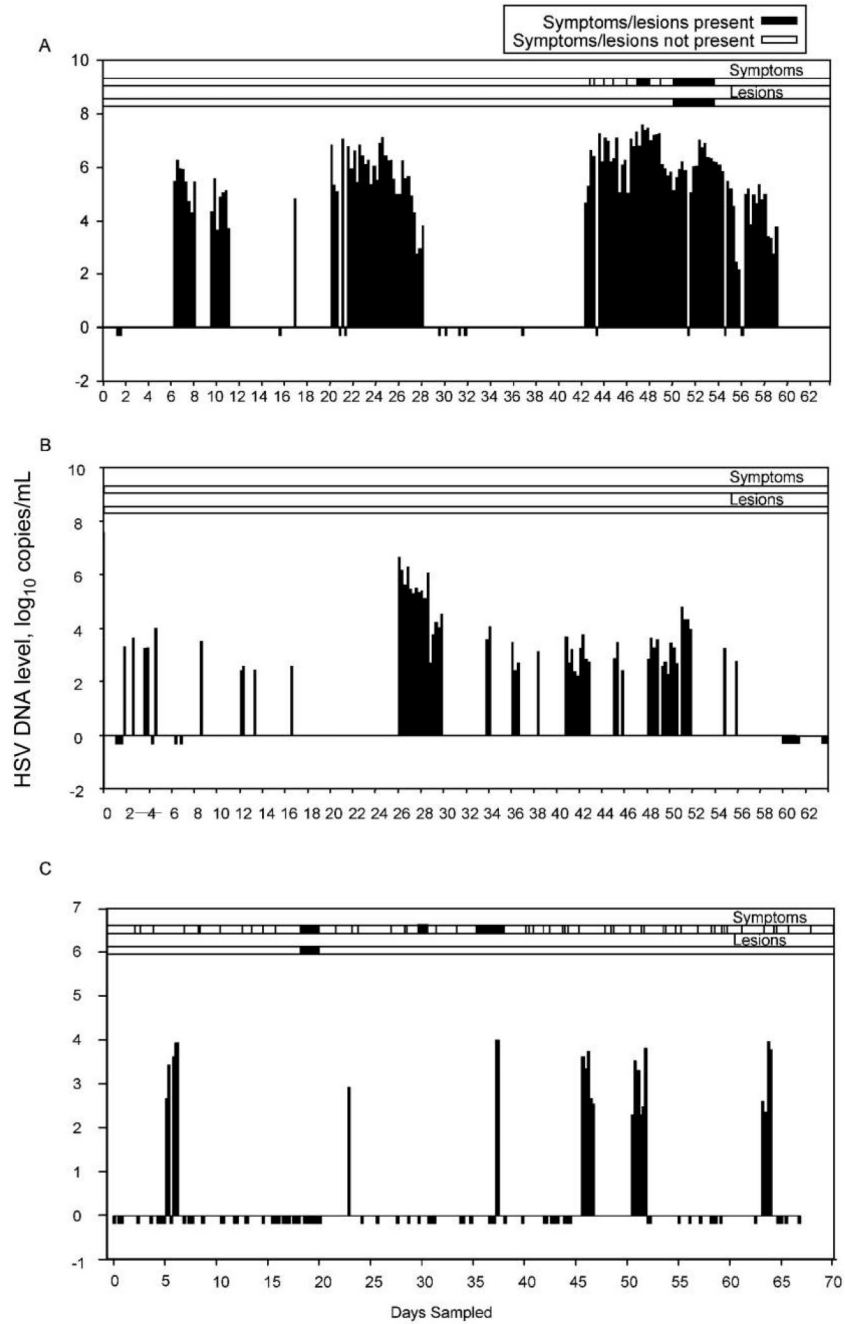 Symptoms/lesions present
Symptoms/lesions not present
A
10
8
6
4
2
0
-2
Symptoms
Lesions
0 2 4 6 8 10 12 14 16 18 20 22 24 26 28 30 32 34 36 38 40 42 44 46 48 50 52 54 56 58 60 62
B
HSV DNA level, log10 copies/mL
10
8
6
4
2
0
-2
Symptoms
Lesions
0 2 4 6 8 10 12 14 16 18 20 22 24 26 28 30 32 34 36 38 40 42 44 46 48 50 52 54 56 58 60 62
C
7
6
5
4
3
2
1
0
-1
Symptoms
Lesions
0 5 10 15 20 25 30 35 40 45 50 55 60 65 70
Days Sampled